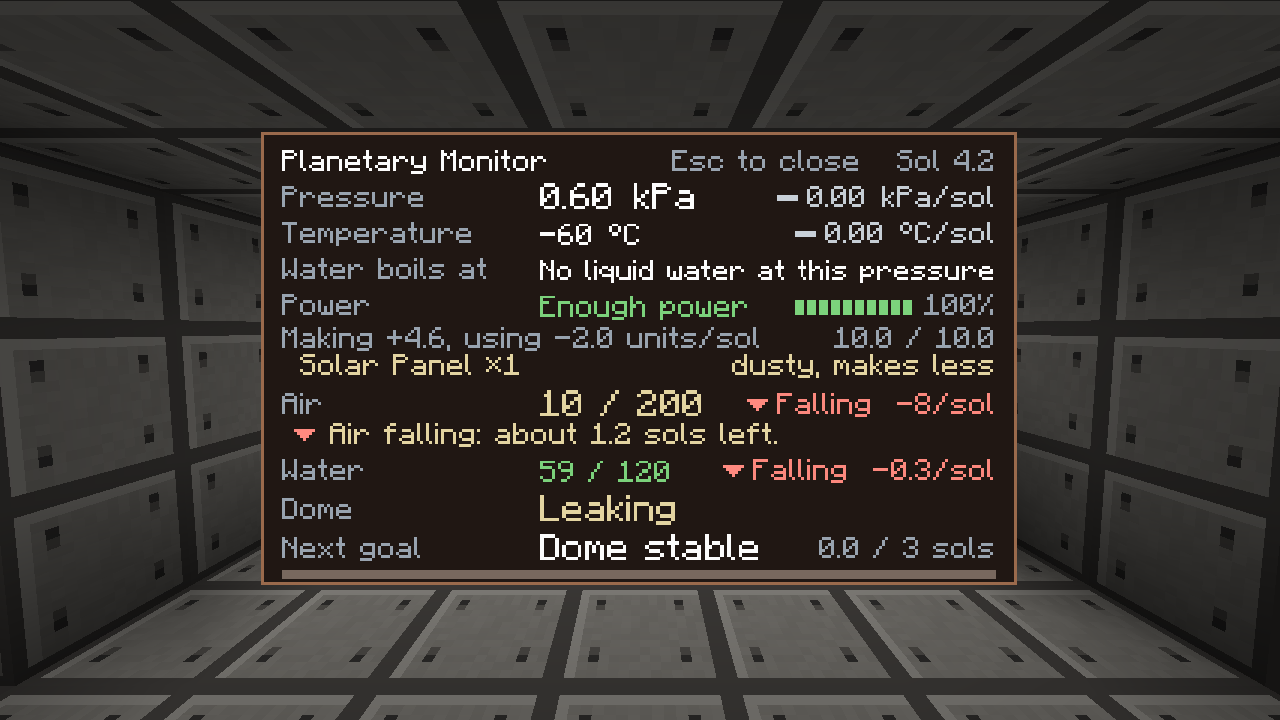 Planetary Monitor Esc to close Sol 4.2
Pressure 0.60 kPa 0.00 kPa/sol
Temperature -60 °C 0.00 °C/sol
Water boils at No liquid water at this pressure
Power Enough power 100%
Making +4.6, using -2.0 units/sol 10.0 / 10.0
Solar Panel ×1 dusty, makes less
Air 10 / 200 Falling -8/sol
Air falling: about 1.2 sols left.
Water 59 / 120 Falling -0.3/sol
Dome Leaking
Next goal Dome stable 0.0 / 3 sols